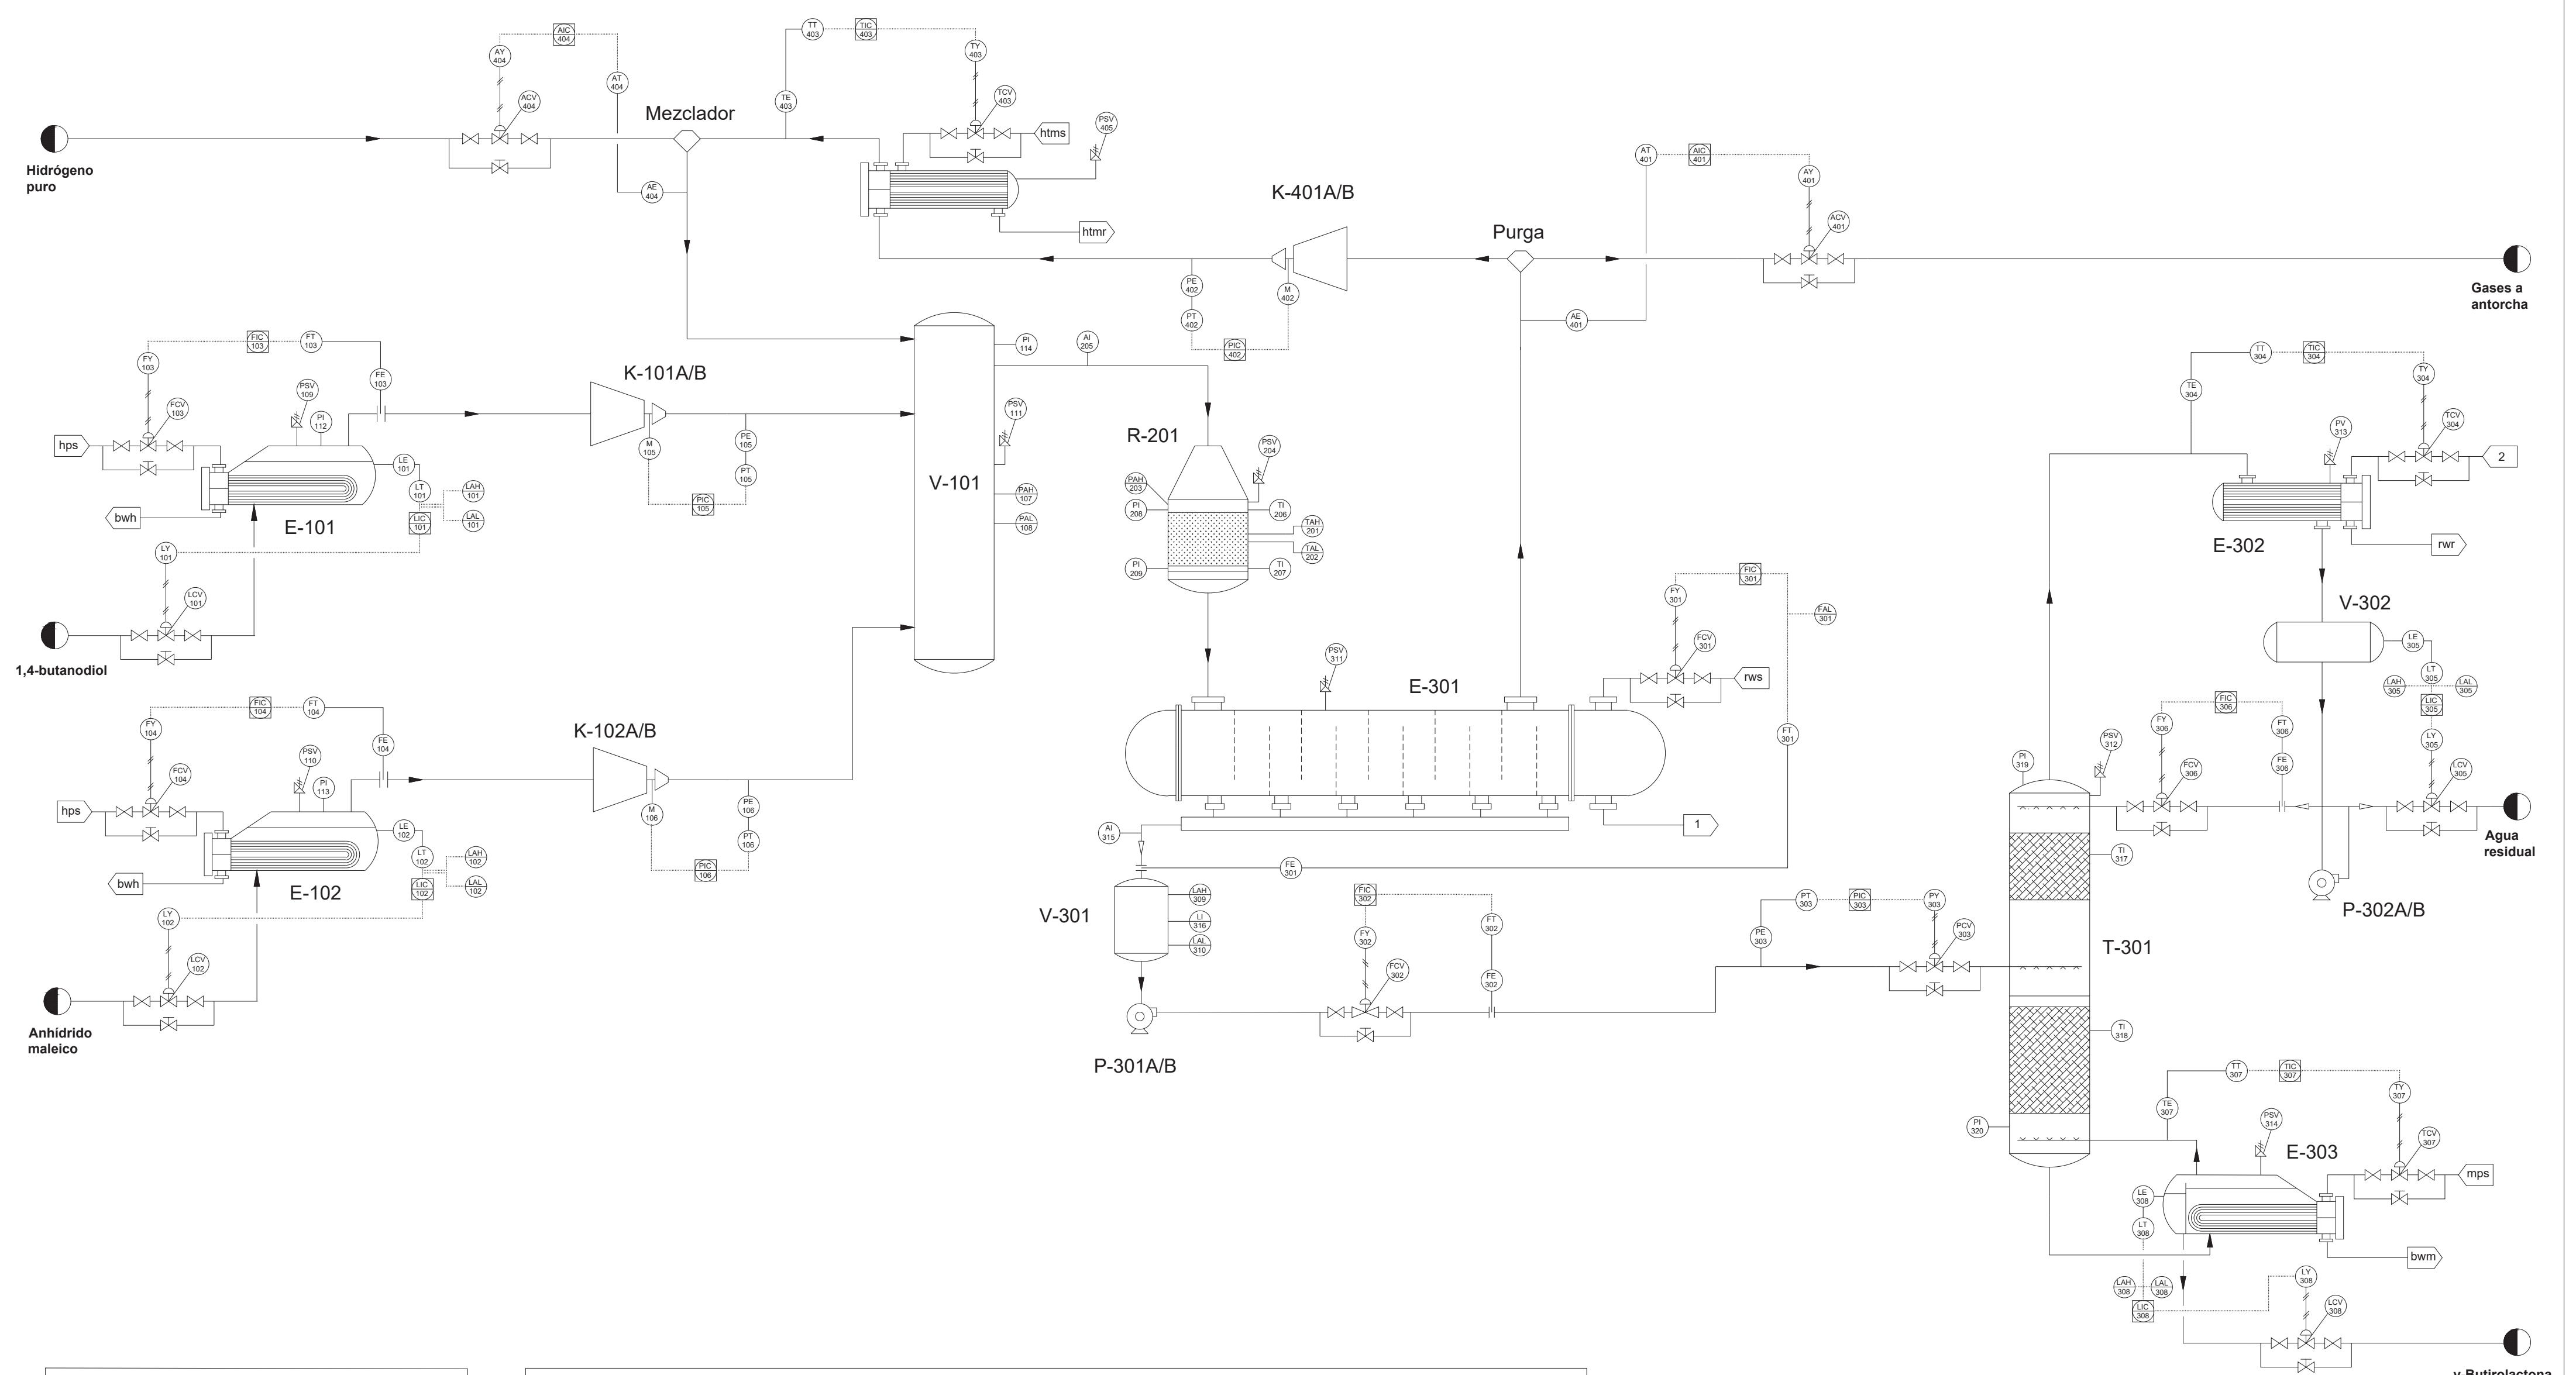 TT
403
TIC
403
AIC
404
AY
404
TY
403
AT
404
ACV
404
TE
403
TCV
403
Mezclador
PSV
405
htms
Hidrógeno
puro
AE
404
htmr
K-401A/B
AT
401
AIC
401
AY
401
ACV
401
Purga
PE
402
M
402
PT
402
PIC
402
AE
401
Gases a
antorcha
FIC
103
FT
103
FY
103
FE
103
PSV
109
FCV
103
PI
112
hps
LE
101
LT
101
LAH
101
LIC
101
LAL
101
bwh
E-101
LY
101
LCV
101
1,4-butanodiol
K-101A/B
M
105
PE
105
PT
105
PIC
105
PI
114
AI
205
PSV
111
V-101
PAH
107
PAL
108
R-201
PSV
204
PAH
203
PI
208
TI
206
TAH
201
TAL
202
PI
209
TI
207
TT
304
TIC
304
TY
304
TE
304
TCV
304
PV
313
2
E-302
rwr
V-302
LE
305
LT
305
LAH
305
LAL
305
LIC
305
LY
305
LCV
305
FIC
306
FT
306
FY
306
FE
306
FCV
306
PSV
312
PI
319
Agua
residual
P-302A/B
FIC
301
FY
301
FAL
301
FCV
301
rws
FT
301
PSV
311
E-301
1
AI
315
FE
301
FIC
104
FT
104
FY
104
FE
104
PSV
110
FCV
104
PI
113
hps
LE
102
LT
102
LAH
102
LIC
102
LAL
102
bwh
E-102
LY
102
LCV
102
Anhídrido
maleico
K-102A/B
M
106
PE
106
PT
106
PIC
106
V-301
LAH
309
LI
316
LAL
310
P-301A/B
FIC
302
FT
302
FY
302
FCV
302
FE
302
PT
303
PIC
303
PY
303
PE
303
PCV
303
TI
317
T-301
TI
318
PI
320
TT
307
TIC
307
TY
307
TE
307
PSV
314
TCV
307
E-303
mps
LE
308
LT
308
bwm
LAH
308
LAL
308
LIC
308
LY
308
LCV
308
γ-Butirolactona